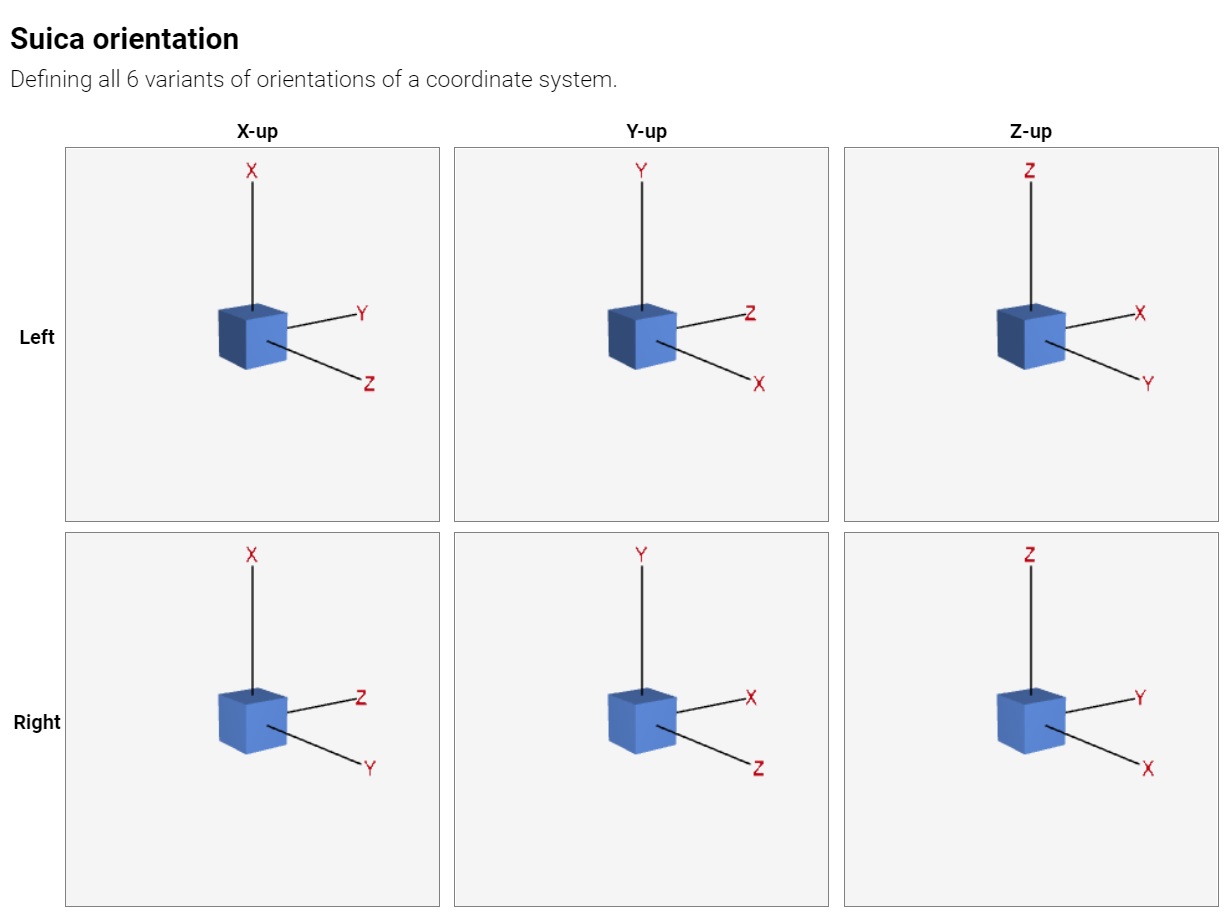 Suica orientation
Defining all 6 variants of orientations of a coordinate system.
X-up Y-up Z-up
X Y Z
Left
Y Z X
Z X Y
X Y Z
Right
Z X Y
Y Z X